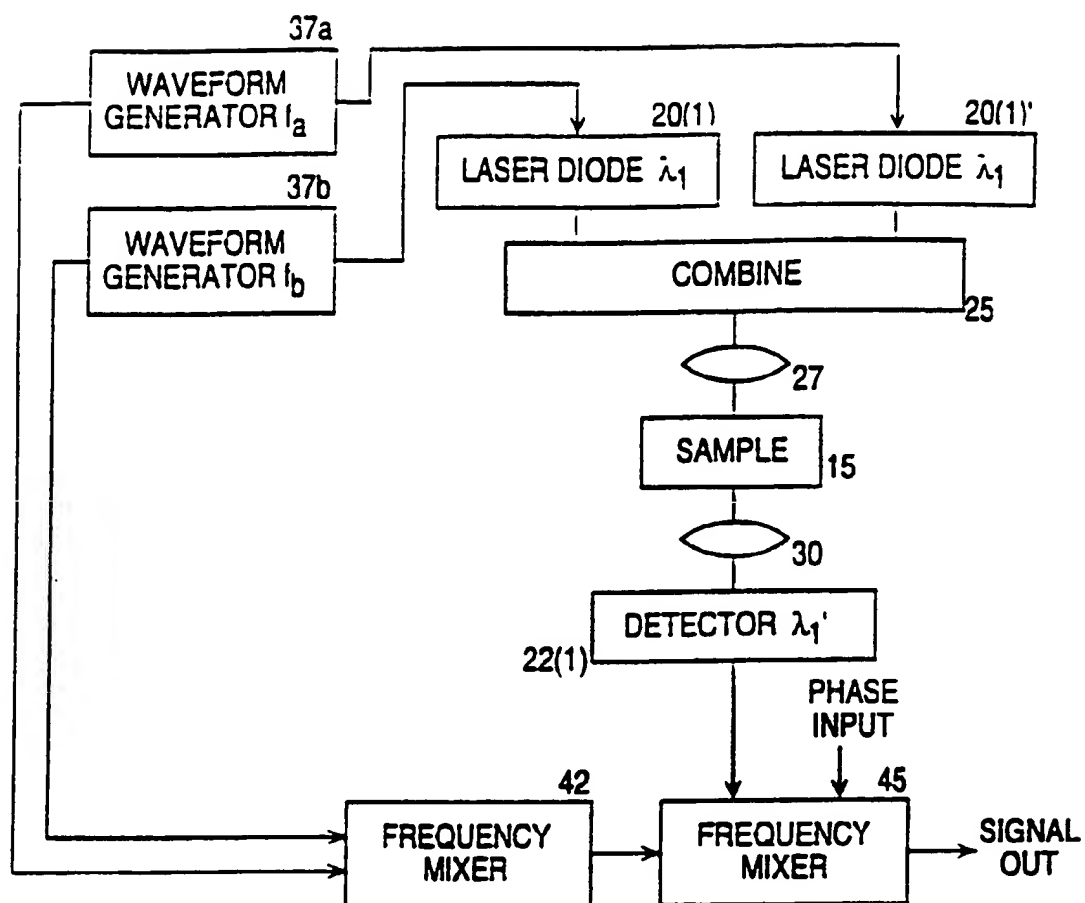 37a
WAVEFORM
GENERATOR fa
37b
WAVEFORM
GENERATOR fb
20(1)
LASER DIODE λ1
20(1)'
LASER DIODE λ1
COMBINE
25
27
SAMPLE
15
30
DETECTOR λ1'
22(1)
PHASE
INPUT
42
FREQUENCY
MIXER
45
FREQUENCY
MIXER
SIGNAL
OUT